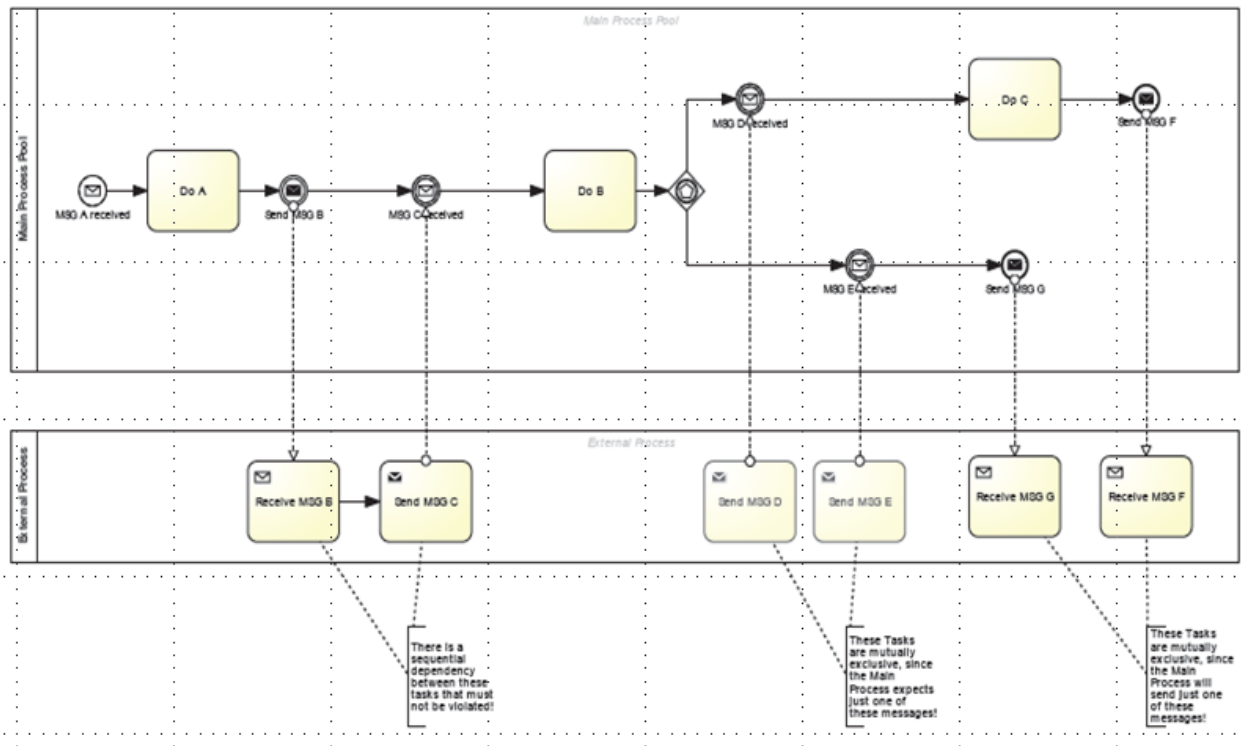 Main Process Pool
Main Process Pool
MSG D received
Do C
Send MSG F
MSG A received
Do A
Send MSG B
MSG C received
Do B
MSG E received
Send MSG G
External Process
External Process
Receive MSG B
Send MSG C
Send MSG D
Send MSG E
Receive MSG G
Receive MSG F
There is a
sequential
dependency
between these
tasks that must
not be violated!
These Tasks
are mutually
exclusive, since
the Main
Process expects
just one of
these messages!
These Tasks
are mutually
exclusive, since
the Main
Process will
send just one
of these
messages!